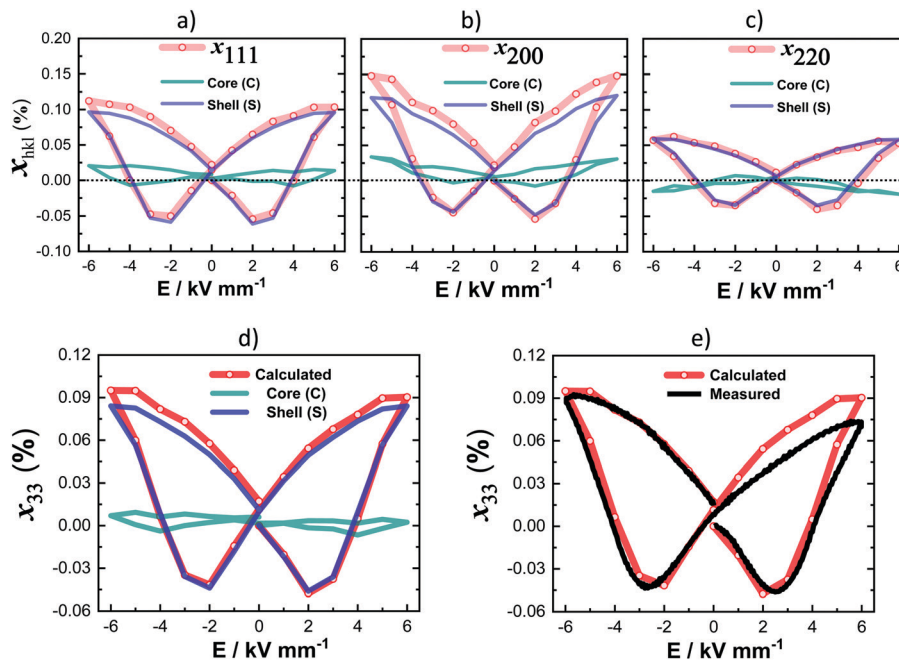 a)
b)
c)
x111
Core (C)
Shell (S)
x200
Core (C)
Shell (S)
x220
Core (C)
Shell (S)
xhkl (%)
0.20
0.15
0.10
0.05
0.00
-0.05
-0.10
-6 -4 -2 0 2 4 6
-6 -4 -2 0 2 4 6
-6 -4 -2 0 2 4 6
E / kV mm-1
E / kV mm-1
E / kV mm-1
d)
e)
Calculated
Core (C)
Shell (S)
Calculated
Measured
x33 (%)
0.12
0.09
0.06
0.03
0.00
-0.03
-0.06
x33 (%)
0.12
0.09
0.06
0.03
0.00
-0.03
-0.06
-6 -4 -2 0 2 4 6
-6 -4 -2 0 2 4 6
E / kV mm-1
E / kV mm-1